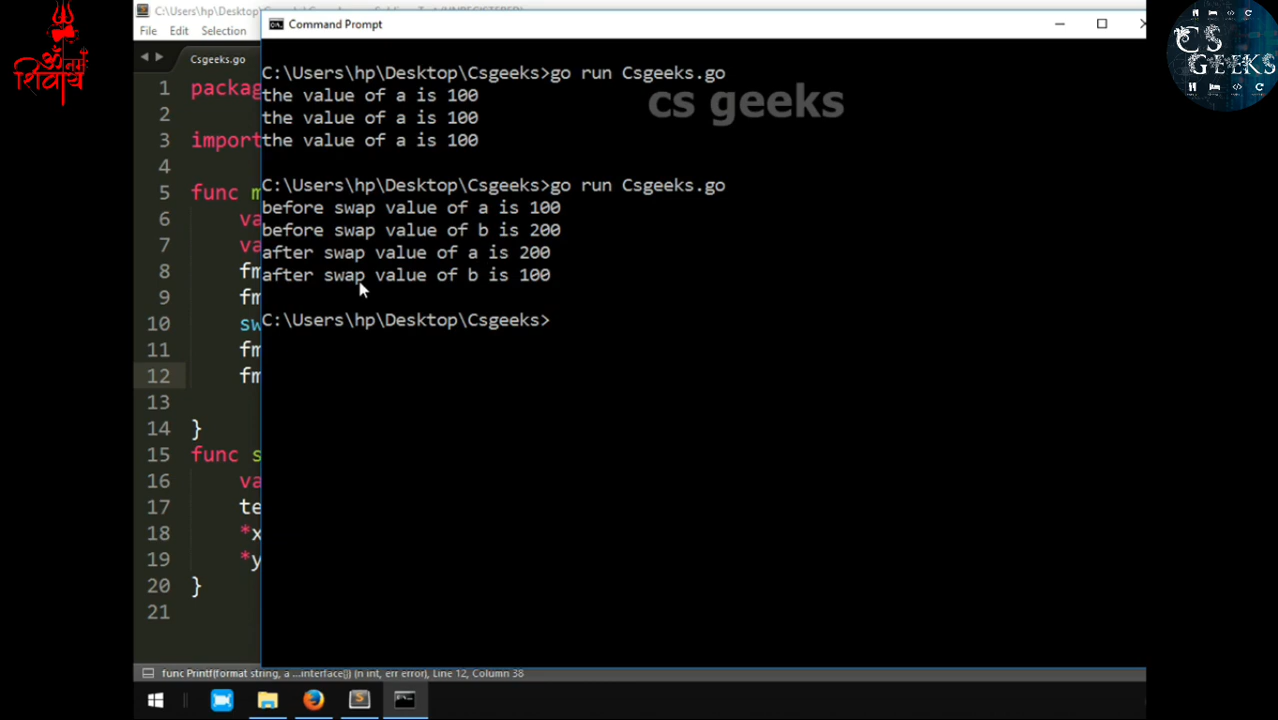 ॐ नमः
शिवाय
Command Prompt
CS
GEEKS
File Edit Selection
Csgeeks.go
cs geeks
C:\Users\hp\Desktop\Csgeeks>go run Csgeeks.go
the value of a is 100
the value of a is 100
the value of a is 100
C:\Users\hp\Desktop\Csgeeks>go run Csgeeks.go
before swap value of a is 100
before swap value of b is 200
after swap value of a is 200
after swap value of b is 100
C:\Users\hp\Desktop\Csgeeks>
1 packag
2
3 import
4
5 func m
6 va
7 va
8 fm
9 fm
10 sw
11 fm
12 fm
13
14 }
15 func s
16 va
17 te
18 *x
19 *y
20 }
21
func Printf(format string, a ...interface{}) (n int, err error), Line 12, Column 38